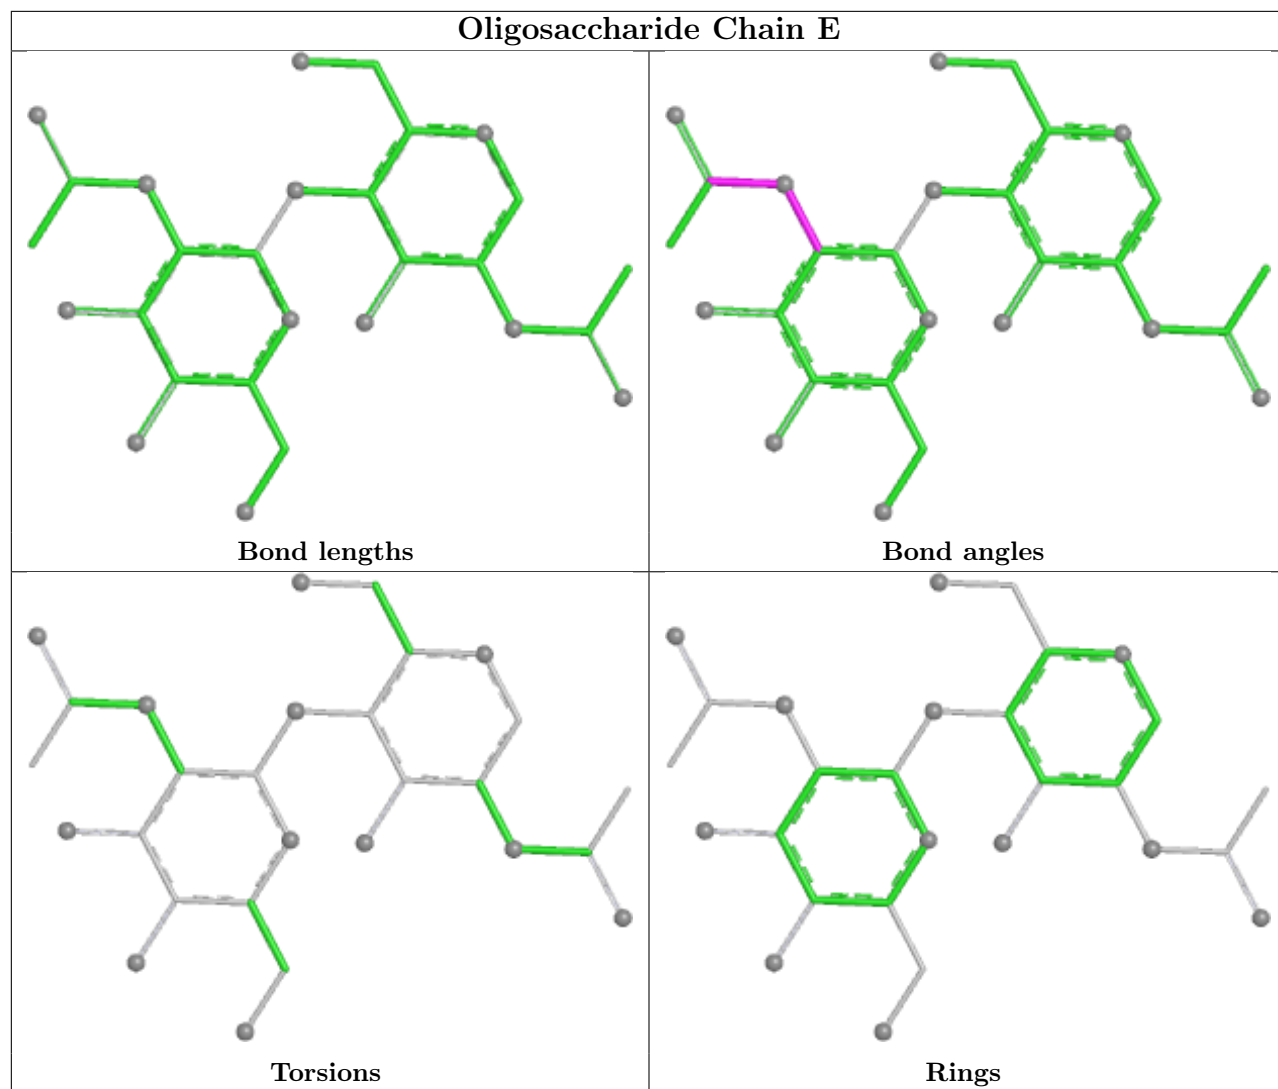 Oligosaccharide Chain E
Bond lengths
Bond angles
Torsions
Rings